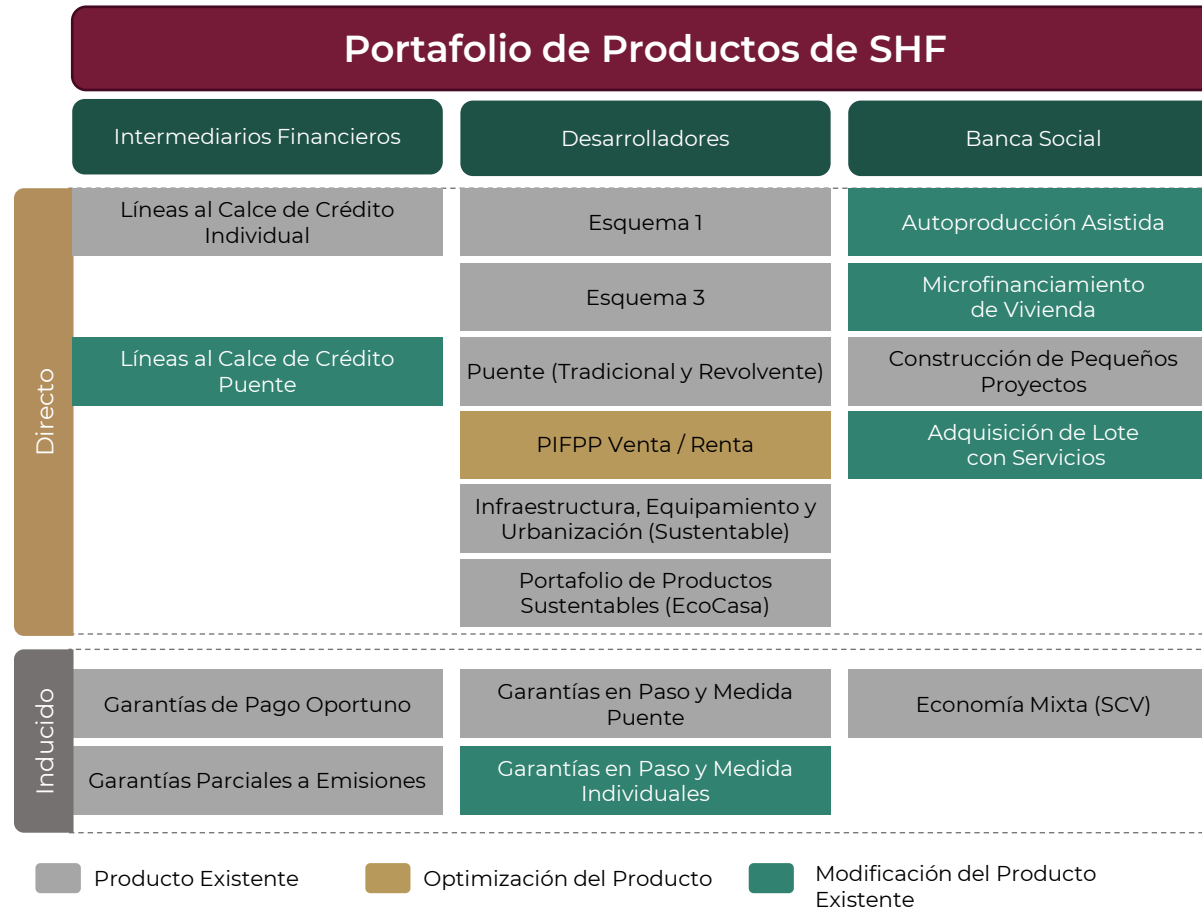 Portafolio de Productos de SHF
Intermediarios Financieros
Desarrolladores
Banca Social
Directo
Líneas al Calce de Crédito
Individual
Esquema 1
Autoproducción Asistida
Esquema 3
Microfinanciamiento
de Vivienda
Líneas al Calce de Crédito
Puente
Puente (Tradicional y Revolvente)
Construcción de Pequeños
Proyectos
PIFPP Venta / Renta
Adquisición de Lote
con Servicios
Infraestructura, Equipamiento y
Urbanización (Sustentable)
Portafolio de Productos
Sustentables (EcoCasa)
Inducido
Garantías de Pago Oportuno
Garantías en Paso y Medida
Puente
Economía Mixta (SCV)
Garantías Parciales a Emisiones
Garantías en Paso y Medida
Individuales
Producto Existente
Optimización del Producto
Modificación del Producto
Existente